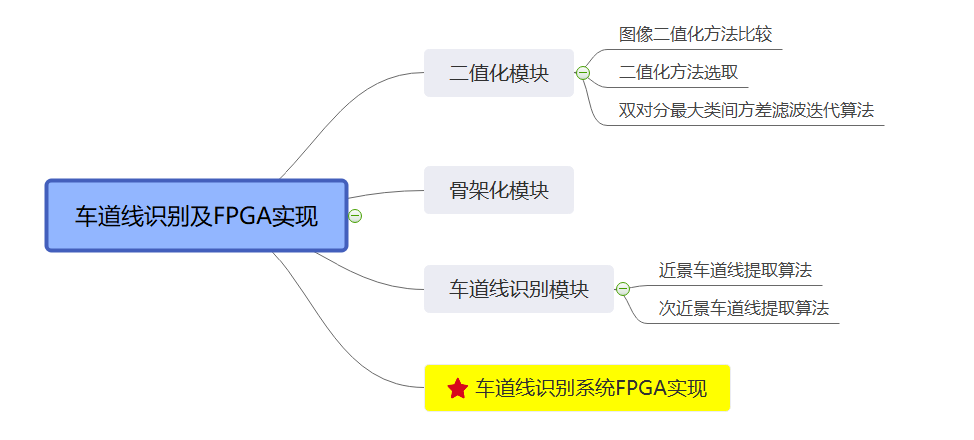 车道线识别及FPGA实现
二值化模块
图像二值化方法比较
二值化方法选取
双对分最大类间方差滤波迭代算法
骨架化模块
车道线识别模块
近景车道线提取算法
次近景车道线提取算法
车道线识别系统FPGA实现